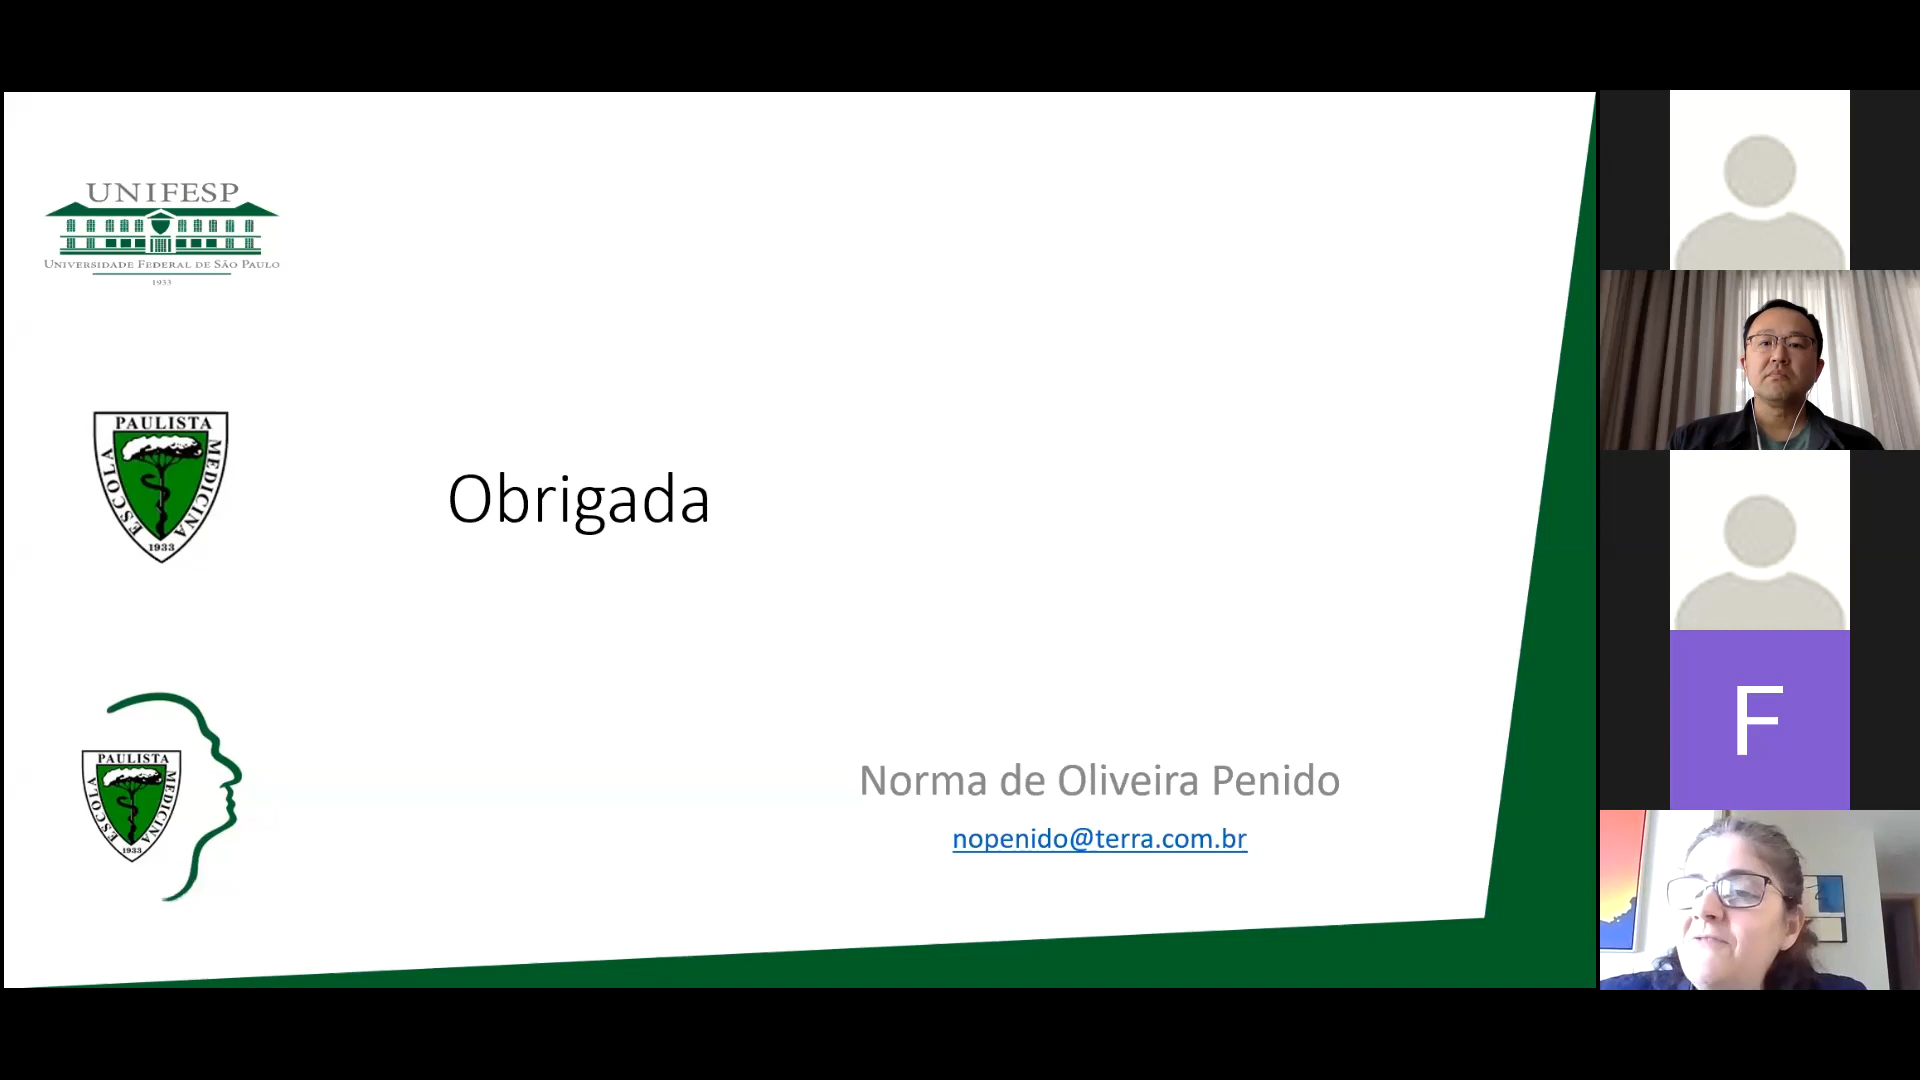 UNIFESP
UNIVERSIDADE FEDERAL DE SÃO PAULO
1933
PAULISTA
ESCOLA
MEDICINA
1933
Obrigada
PAULISTA
ESCOLA
MEDICINA
1933
Norma de Oliveira Penido
nopenido@terra.com.br
F